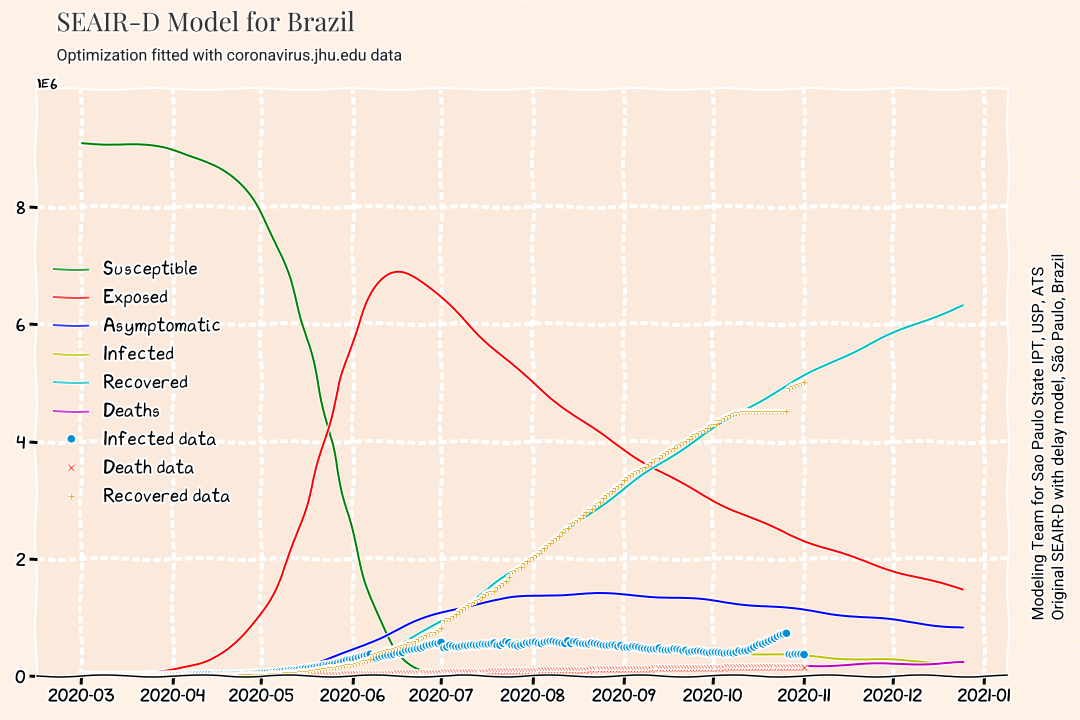 SEAIR-D Model for Brazil
Optimization fitted with coronavirus.jhu.edu data
1E6
8
6
4
2
0
Susceptible
Exposed
Asymptomatic
Infected
Recovered
Deaths
Infected data
Death data
Recovered data
2020-03 2020-04 2020-05 2020-06 2020-07 2020-08 2020-09 2020-10 2020-11 2020-12 2021-01
Modeling Team for Sao Paulo State IPT, USP, ATS
Original SEAIR-D with delay model, São Paulo, Brazil